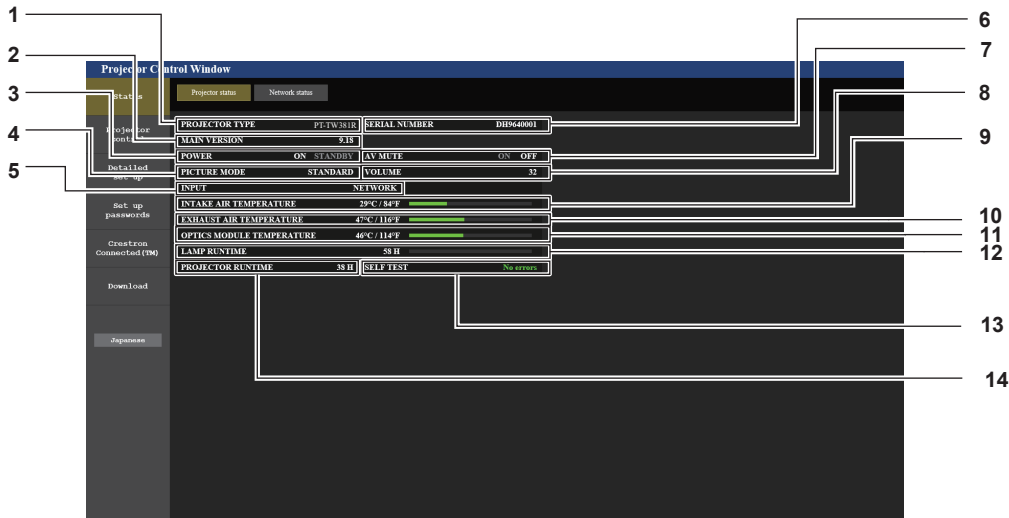 1
2
3
4
5
6
7
8
9
10
11
12
13
14
Projector Control Window
Status
Projector status
Network status
Projector
control
Detailed
set up
Set up
passwords
Crestron
Connected(TM)
Download
Japanese
PROJECTOR TYPE PT-TW381R SERIAL NUMBER DH9640001
MAIN VERSION 9.18
POWER ON STANDBY AV MUTE ON OFF
PICTURE MODE STANDARD VOLUME 32
INPUT NETWORK
INTAKE AIR TEMPERATURE 29°C / 84°F
EXHAUST AIR TEMPERATURE 47°C / 116°F
OPTICS MODULE TEMPERATURE 46°C / 114°F
LAMP RUNTIME 58 H
PROJECTOR RUNTIME 38 H SELF TEST No errors